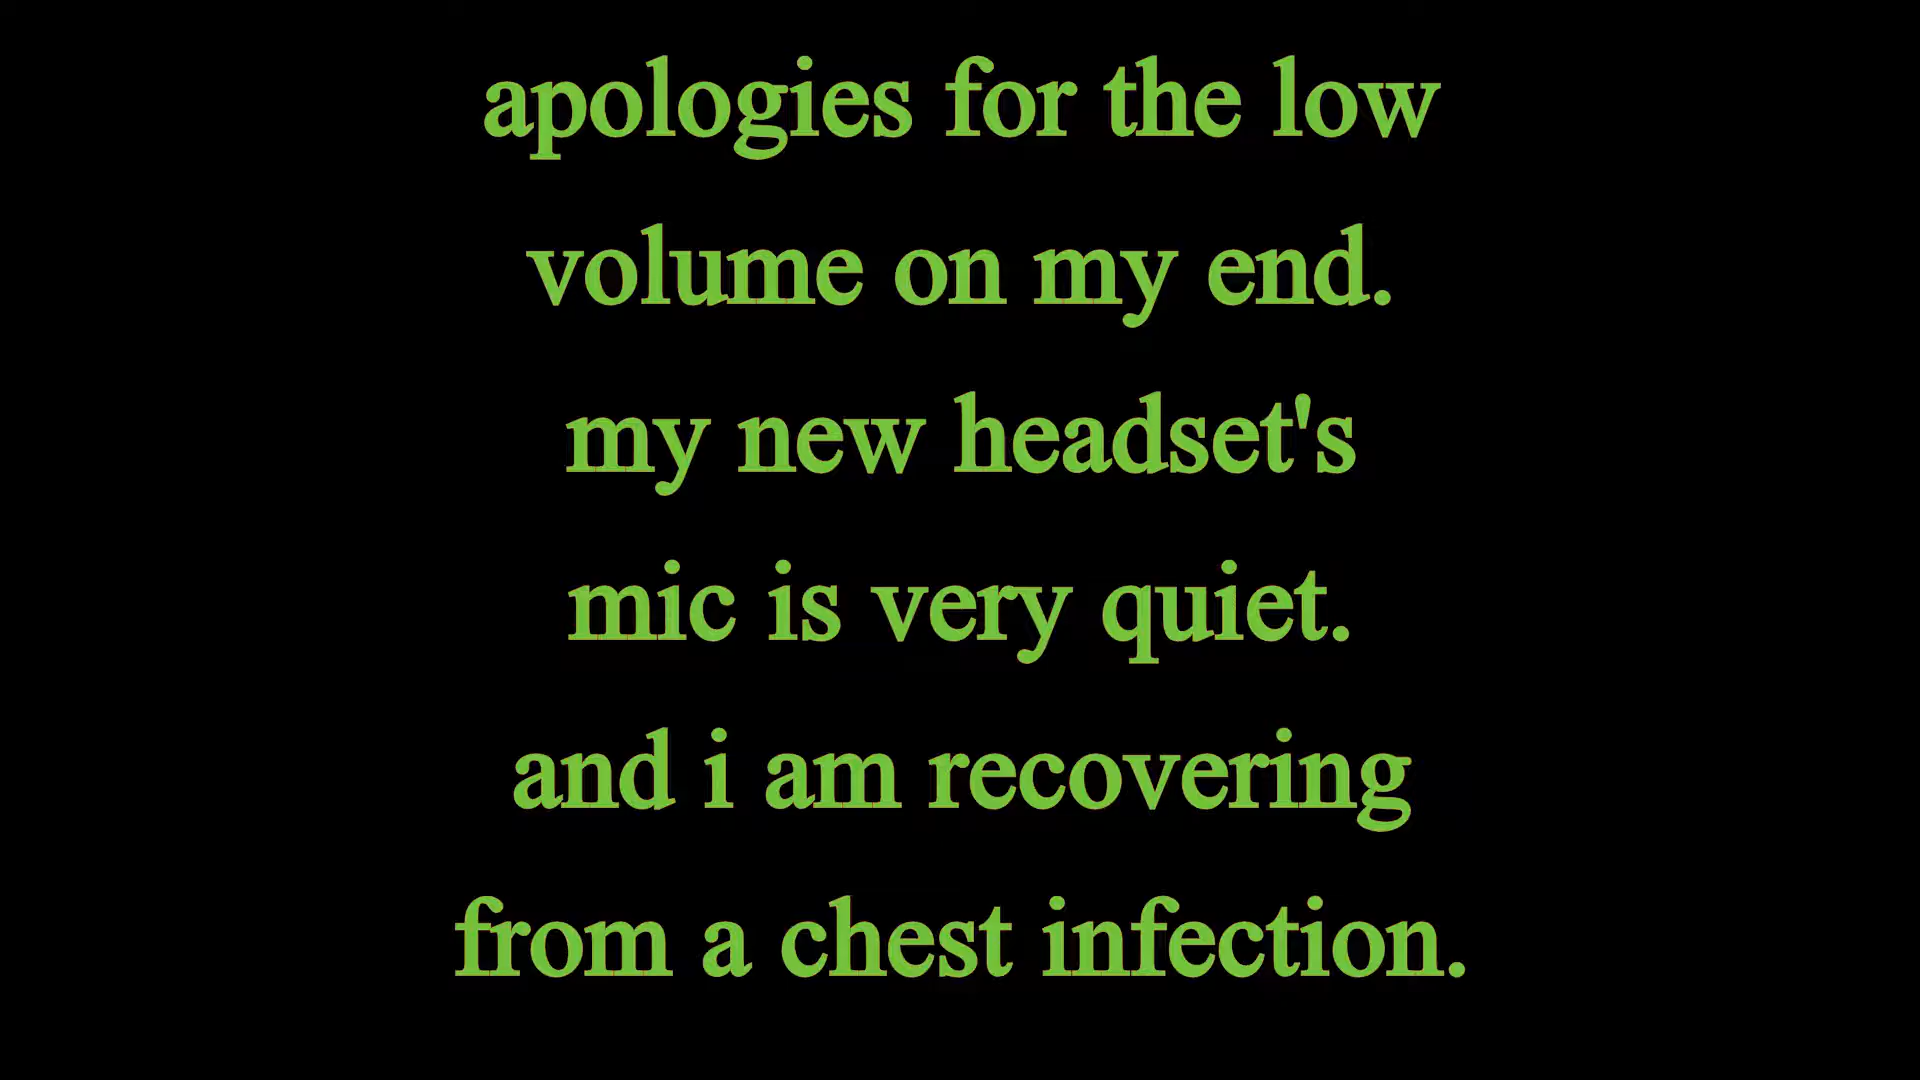 apologies for the low
volume on my end.
my new headset's
mic is very quiet.
and i am recovering
from a chest infection.